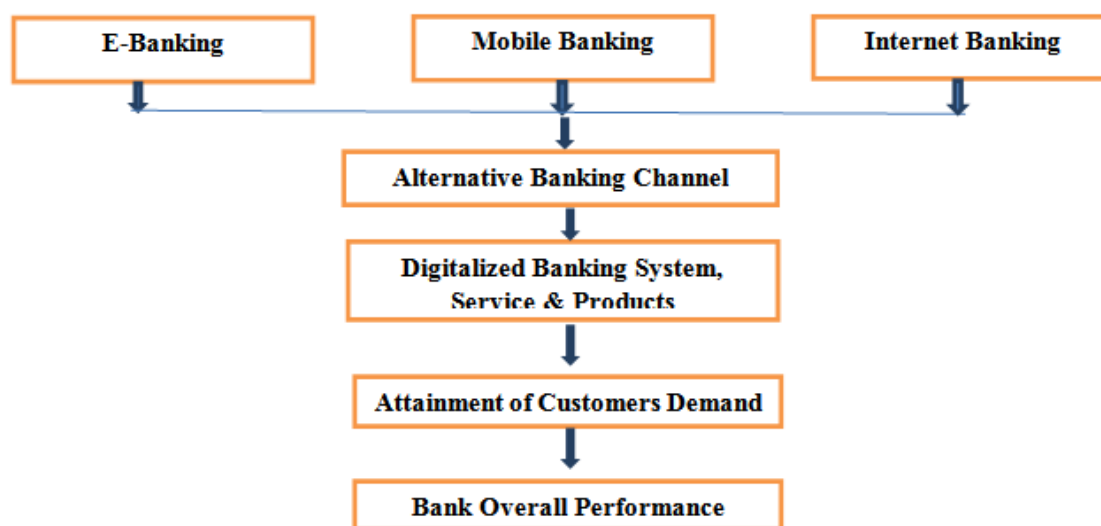 E-Banking
Mobile Banking
Internet Banking
Alternative Banking Channel
Digitalized Banking System,
Service & Products
Attainment of Customers Demand
Bank Overall Performance